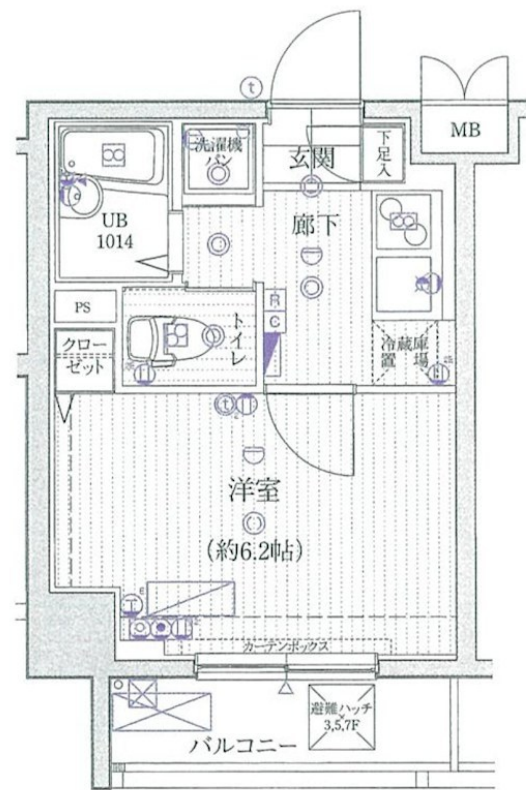 t
MB
洗濯機
パン
玄関
下足入
UB
1014
廊下
PS
クロー
ゼット
トイレ
R
C
冷蔵庫
置場
t
洋室
(約6.2帖)
カーテンボックス
避難ハッチ
3,5,7F
バルコニー